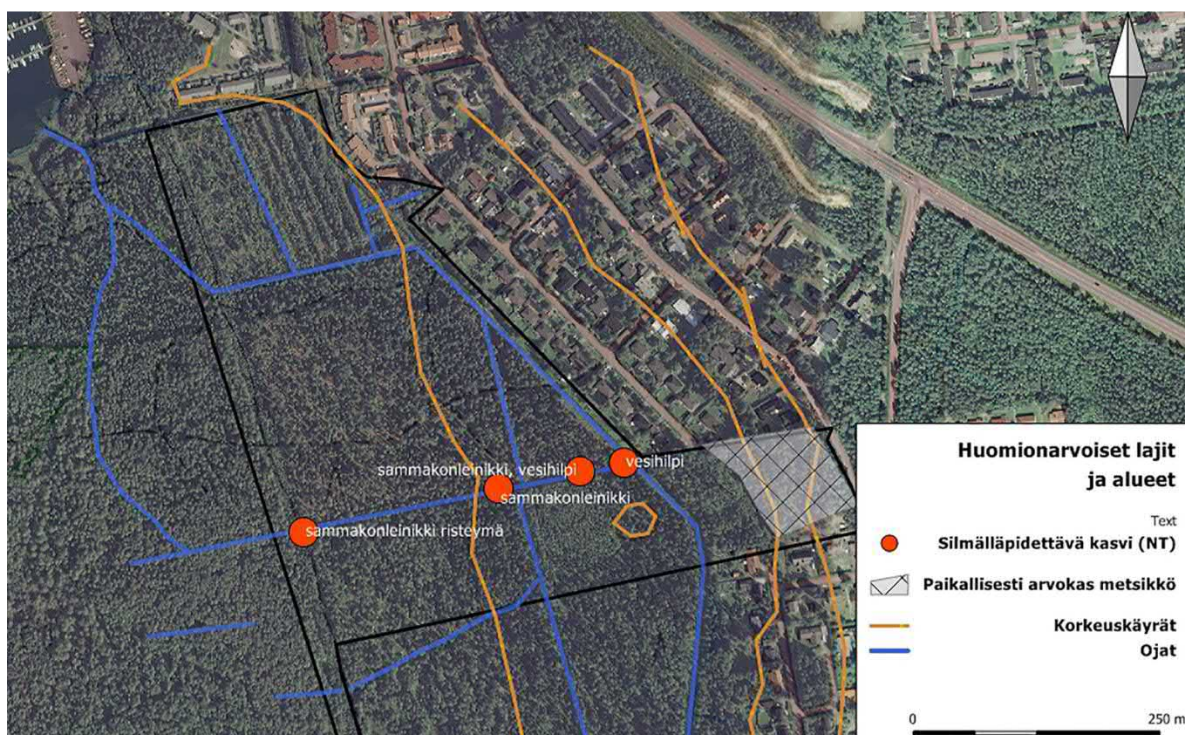 sammakonleinikki, vesihilpi
vesihilpi
sammakonleinikki
sammakonleinikki risteymä
Huomionarvoiset lajit
ja alueet
Text
Silmälläpidettävä kasvi (NT)
Paikallisesti arvokas metsikkö
Korkeuskäyrät
Ojat
0 250 m